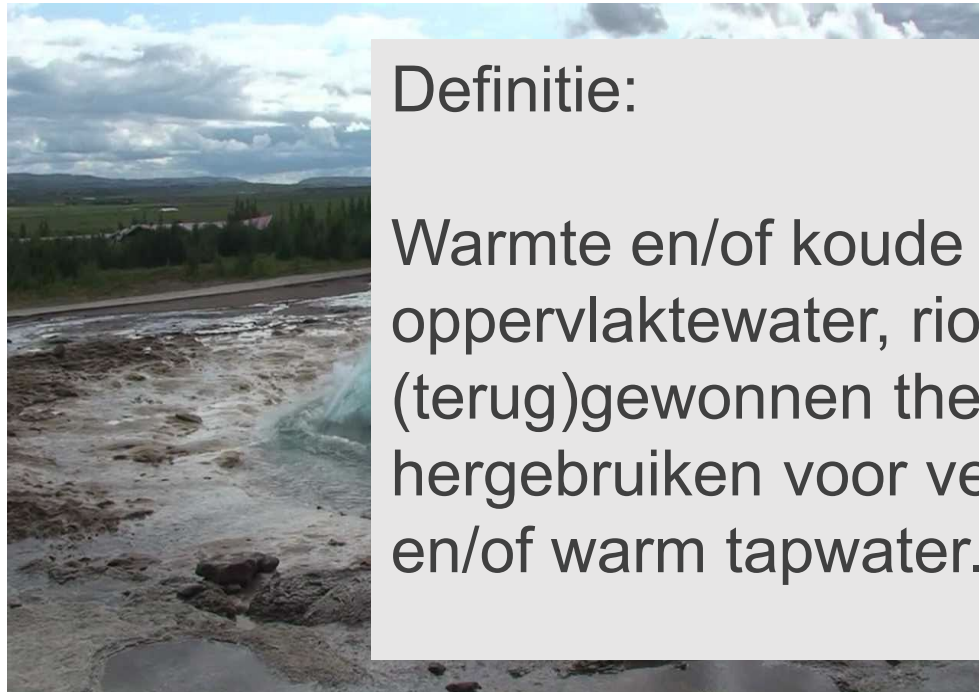 Definitie:
Warmte en/of koude
oppervlaktewater,
(terug)gewonnen
hergebruiken voor
en/of warm tapwater.